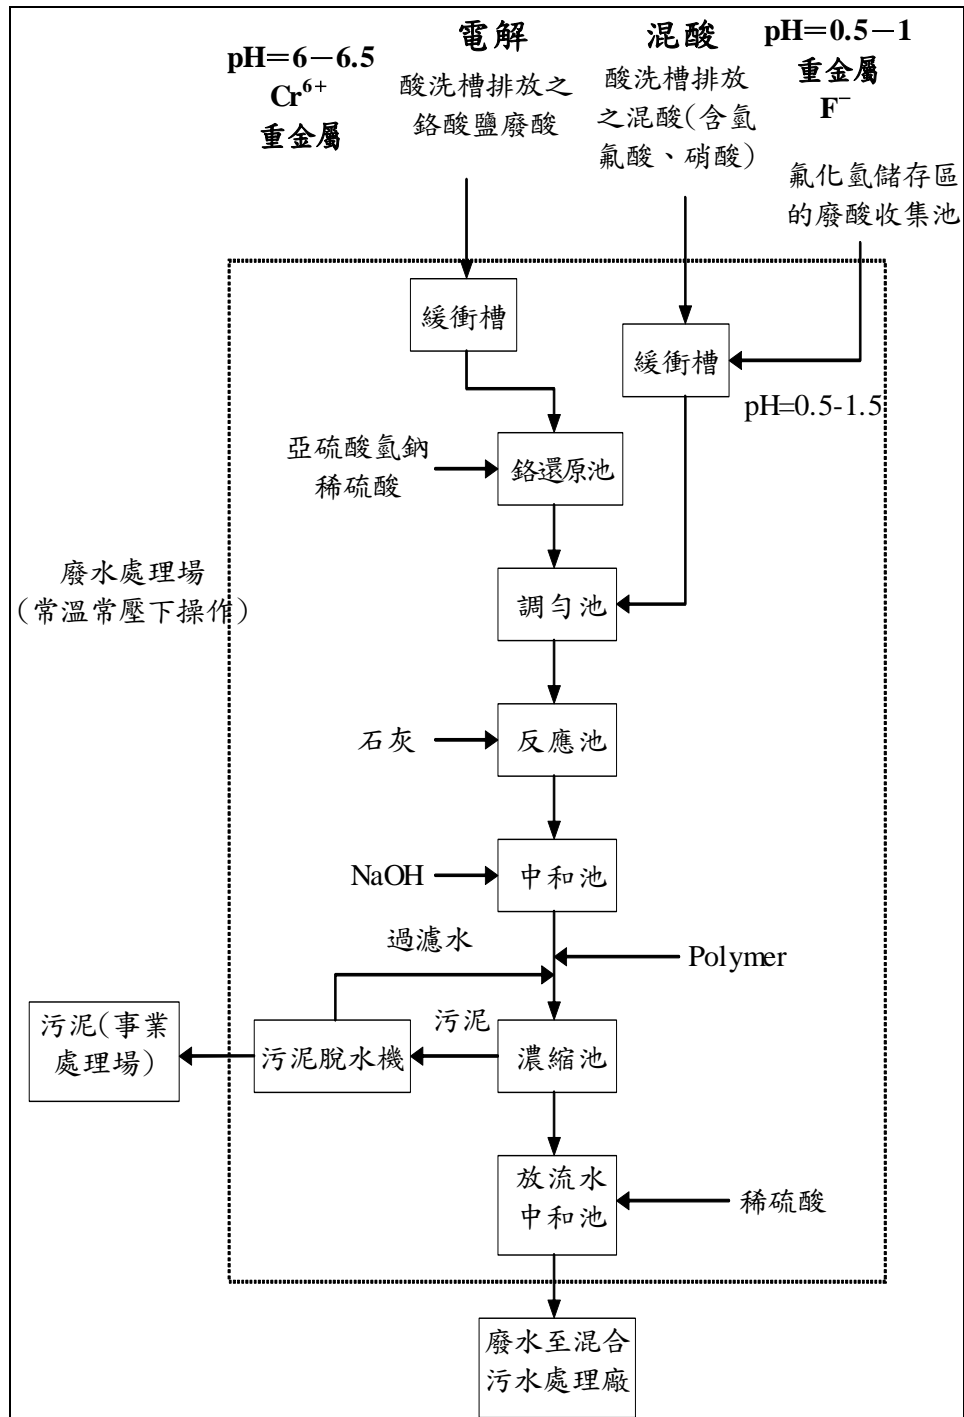 pH＝6－6.5
Cr⁶⁺
重金屬
電解
酸洗槽排放之
鉻酸鹽廢酸
混酸
酸洗槽排放
之混酸(含氫
氟酸、硝酸)
pH＝0.5－1
重金屬
F⁻
氟化氫儲存區
的廢酸收集池
緩衝槽
緩衝槽
pH=0.5-1.5
亞硫酸氫鈉
稀硫酸
鉻還原池
廢水處理場
(常溫常壓下操作)
調勻池
石灰
反應池
NaOH
中和池
過濾水
Polymer
污泥(事業
處理場)
污泥脫水機
污泥
濃縮池
放流水
中和池
稀硫酸
廢水至混合
污水處理廠